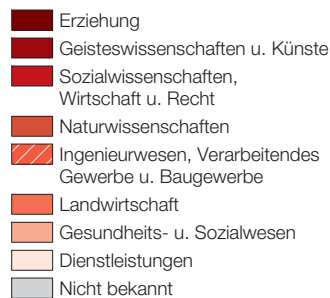 Erziehung
Geisteswissenschaften u. Künste
Sozialwissenschaften,
Wirtschaft u. Recht
Naturwissenschaften
Ingenieurwesen, Verarbeitendes
Gewerbe u. Baugewerbe
Landwirtschaft
Gesundheits- u. Sozialwesen
Dienstleistungen
Nicht bekannt